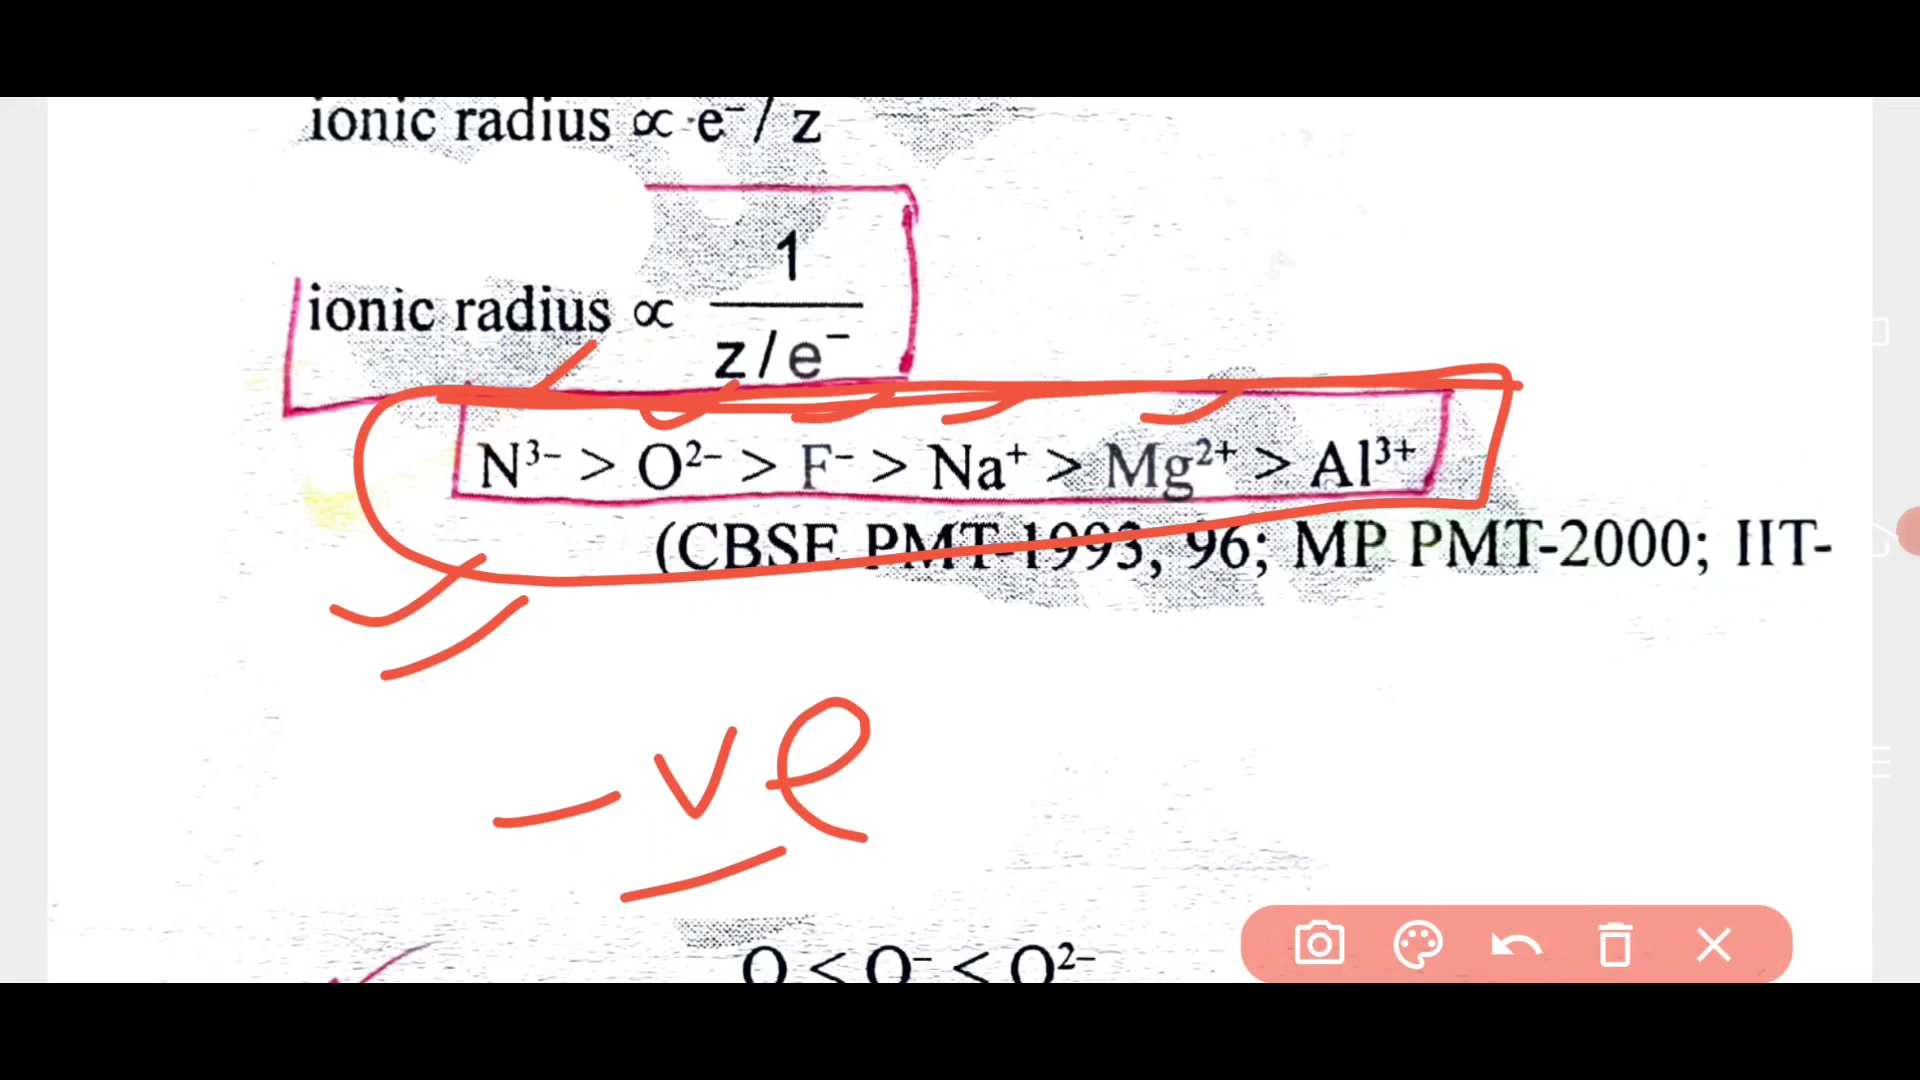 ionic radius ∝ e⁻/ z
1
ionic radius ∝ ―
z/e⁻
N³⁻ > O²⁻ > F⁻ > Na⁺ > Mg²⁺ > Al³⁺
(CBSE PMT-1993, 96; MP PMT-2000; IIT-
-ve
O < O⁻ < O²⁻